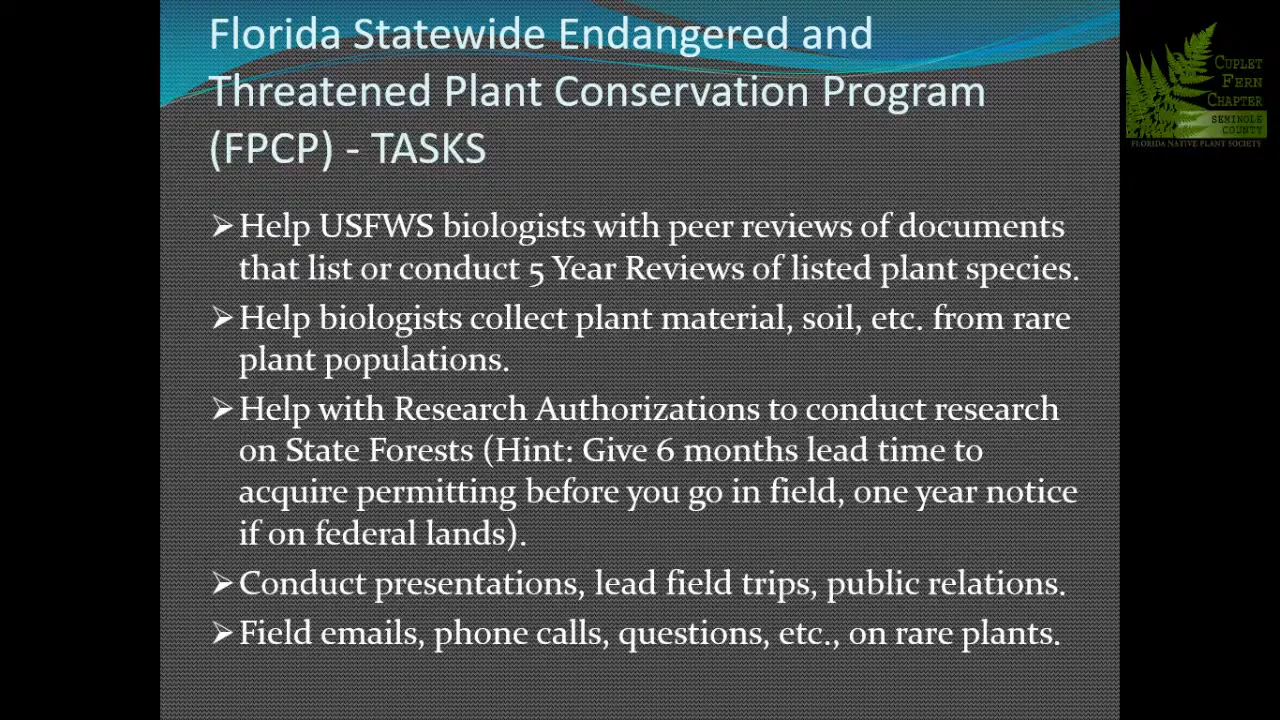 Florida Statewide Endangered and
Threatened Plant Conservation Program
(FPCP) - TASKS
➢Help USFWS biologists with peer reviews of documents
that list or conduct 5 Year Reviews of listed plant species.
➢Help biologists collect plant material, soil, etc. from rare
plant populations.
➢Help with Research Authorizations to conduct research
on State Forests (Hint: Give 6 months lead time to
acquire permitting before you go in field, one year notice
if on federal lands).
➢Conduct presentations, lead field trips, public relations.
➢Field emails, phone calls, questions, etc., on rare plants.
CUPLET
FERN
CHAPTER
SEMINOLE
COUNTY
FLORIDA NATIVE PLANT SOCIETY